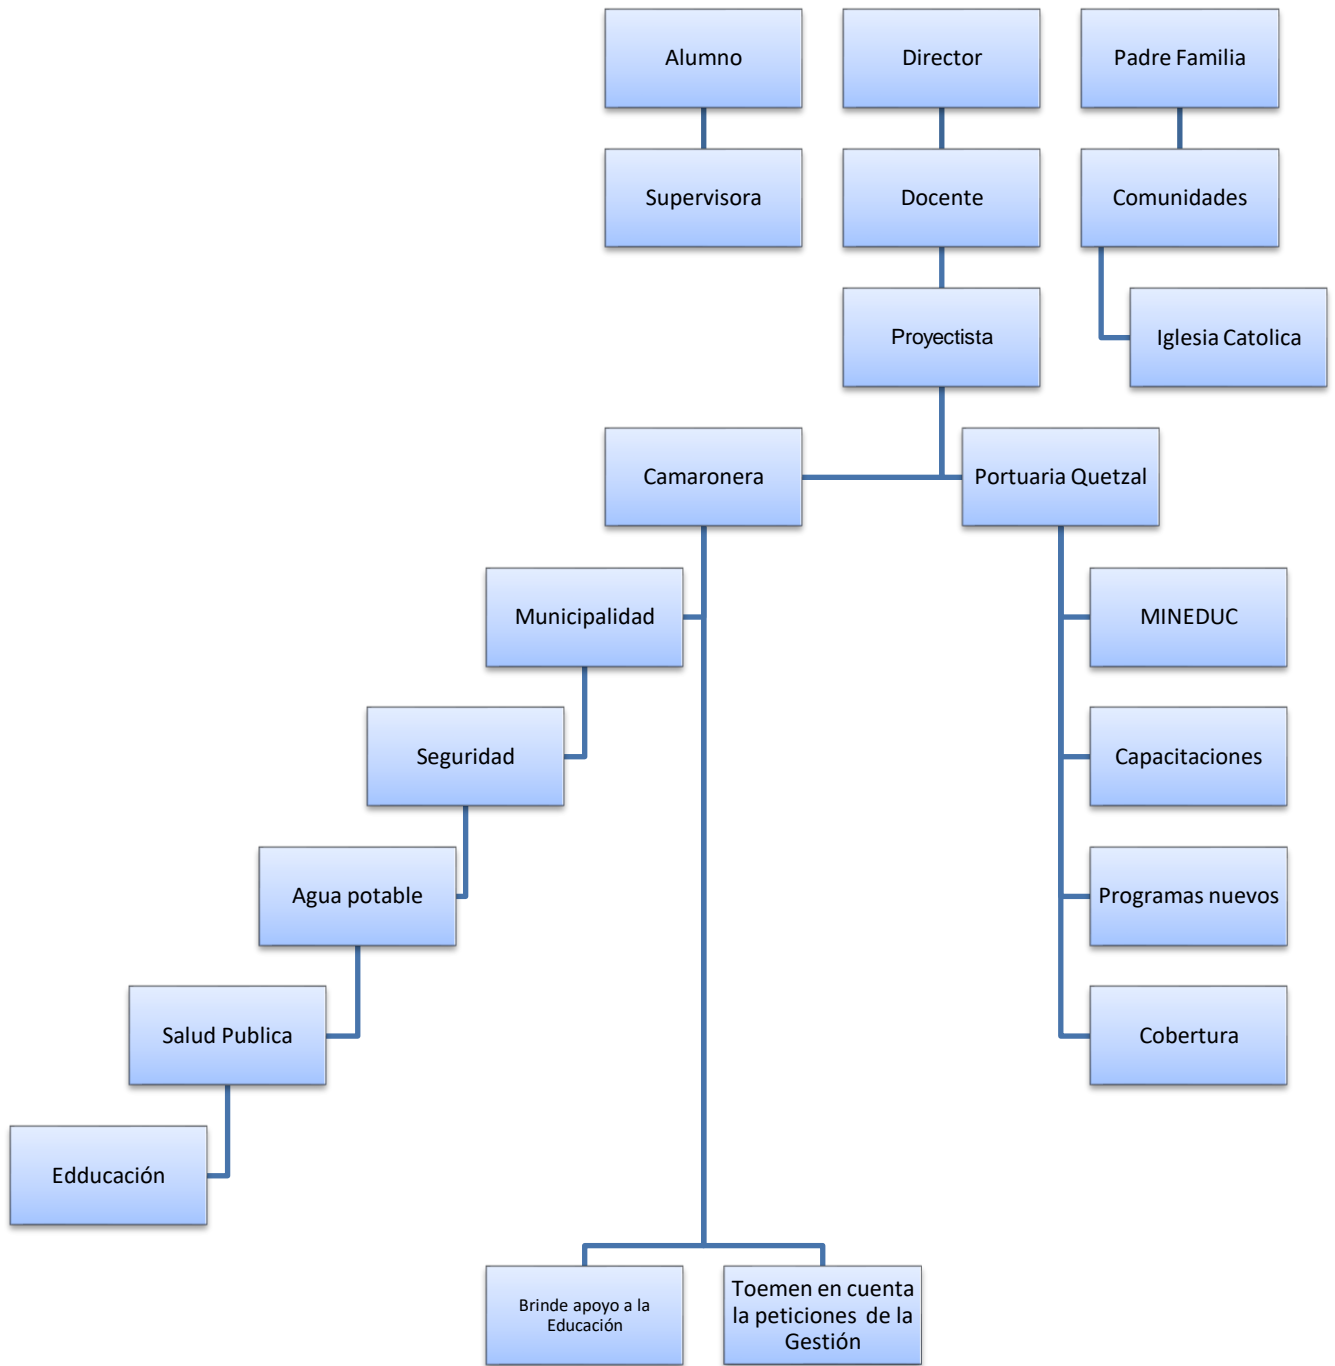 Alumno
Director
Padre Familia
Supervisora
Docente
Comunidades
Proyectista
Iglesia Catolica
Camaronera
Portuaria Quetzal
Municipalidad
MINEDUC
Seguridad
Capacitaciones
Agua potable
Programas nuevos
Salud Publica
Cobertura
Edducación
Brinde apoyo a la
Educación
Toemen en cuenta
la peticiones de la
Gestión